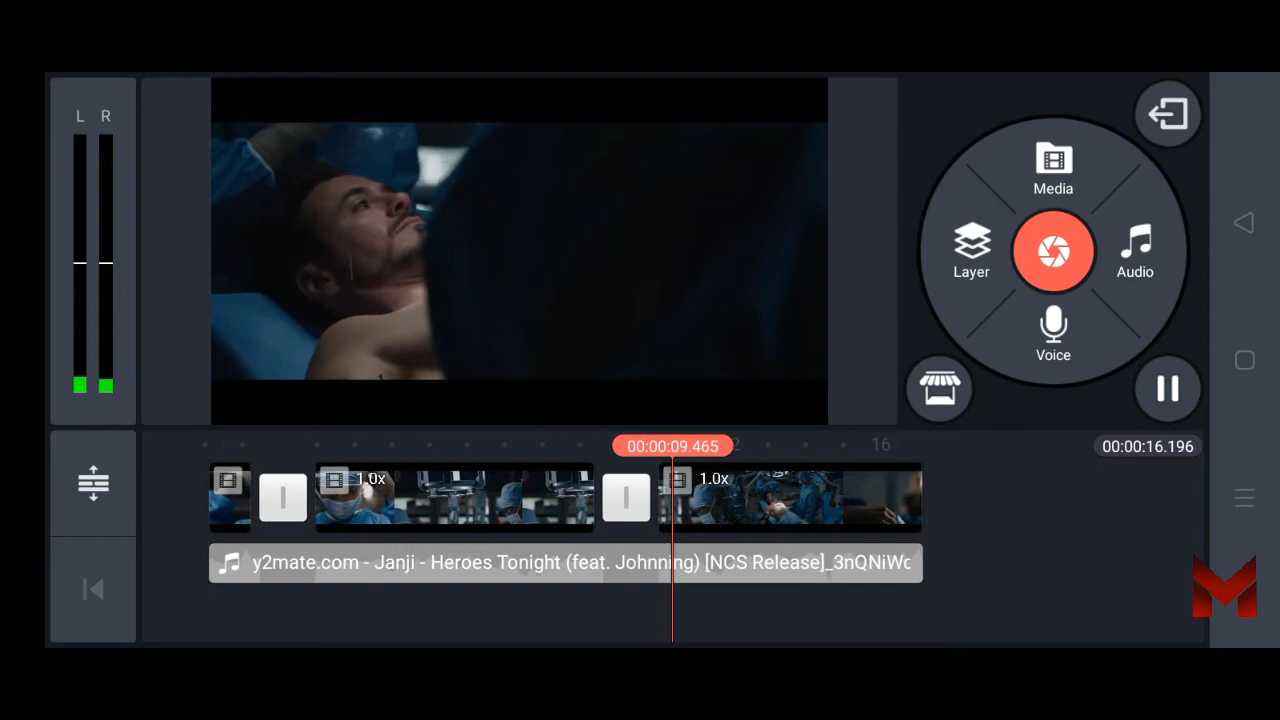 L R
Media
Layer
Audio
Voice
00:00:09.465
2
16
00:00:16.196
1.0x
1.0x
y2mate.com - Janji - Heroes Tonight (feat. Johnning) [NCS Release]_3nQNiWc
M